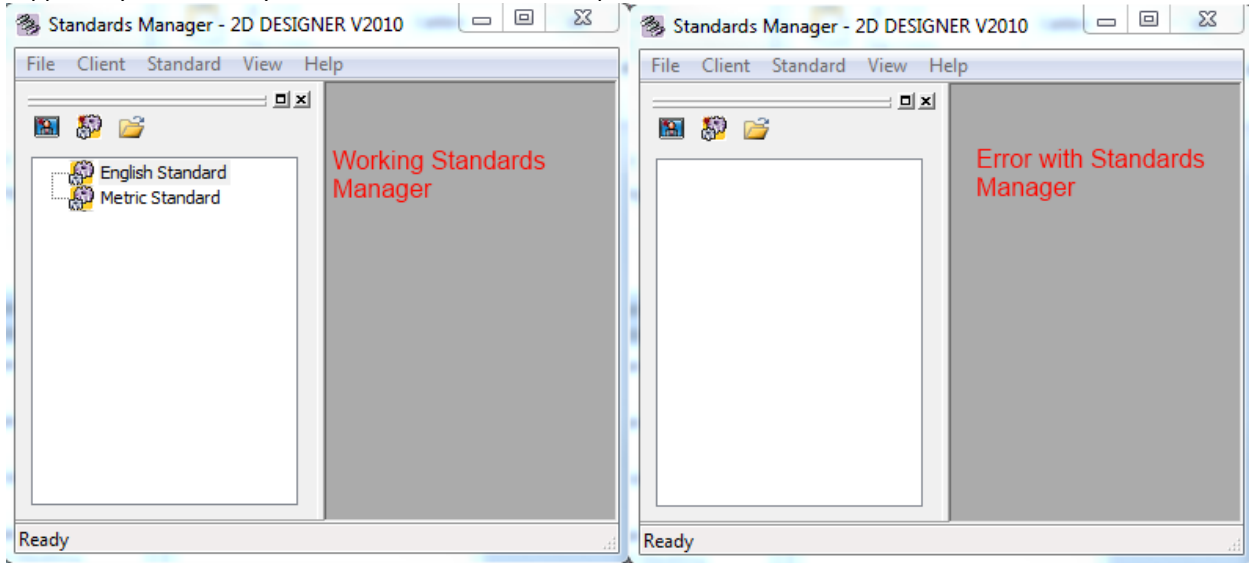 Standards Manager - 2D DESIGNER V2010
File Client Standard View Help
English Standard
Metric Standard
Working Standards
Manager
Ready
Standards Manager - 2D DESIGNER V2010
File Client Standard View Help
Error with Standards
Manager
Ready